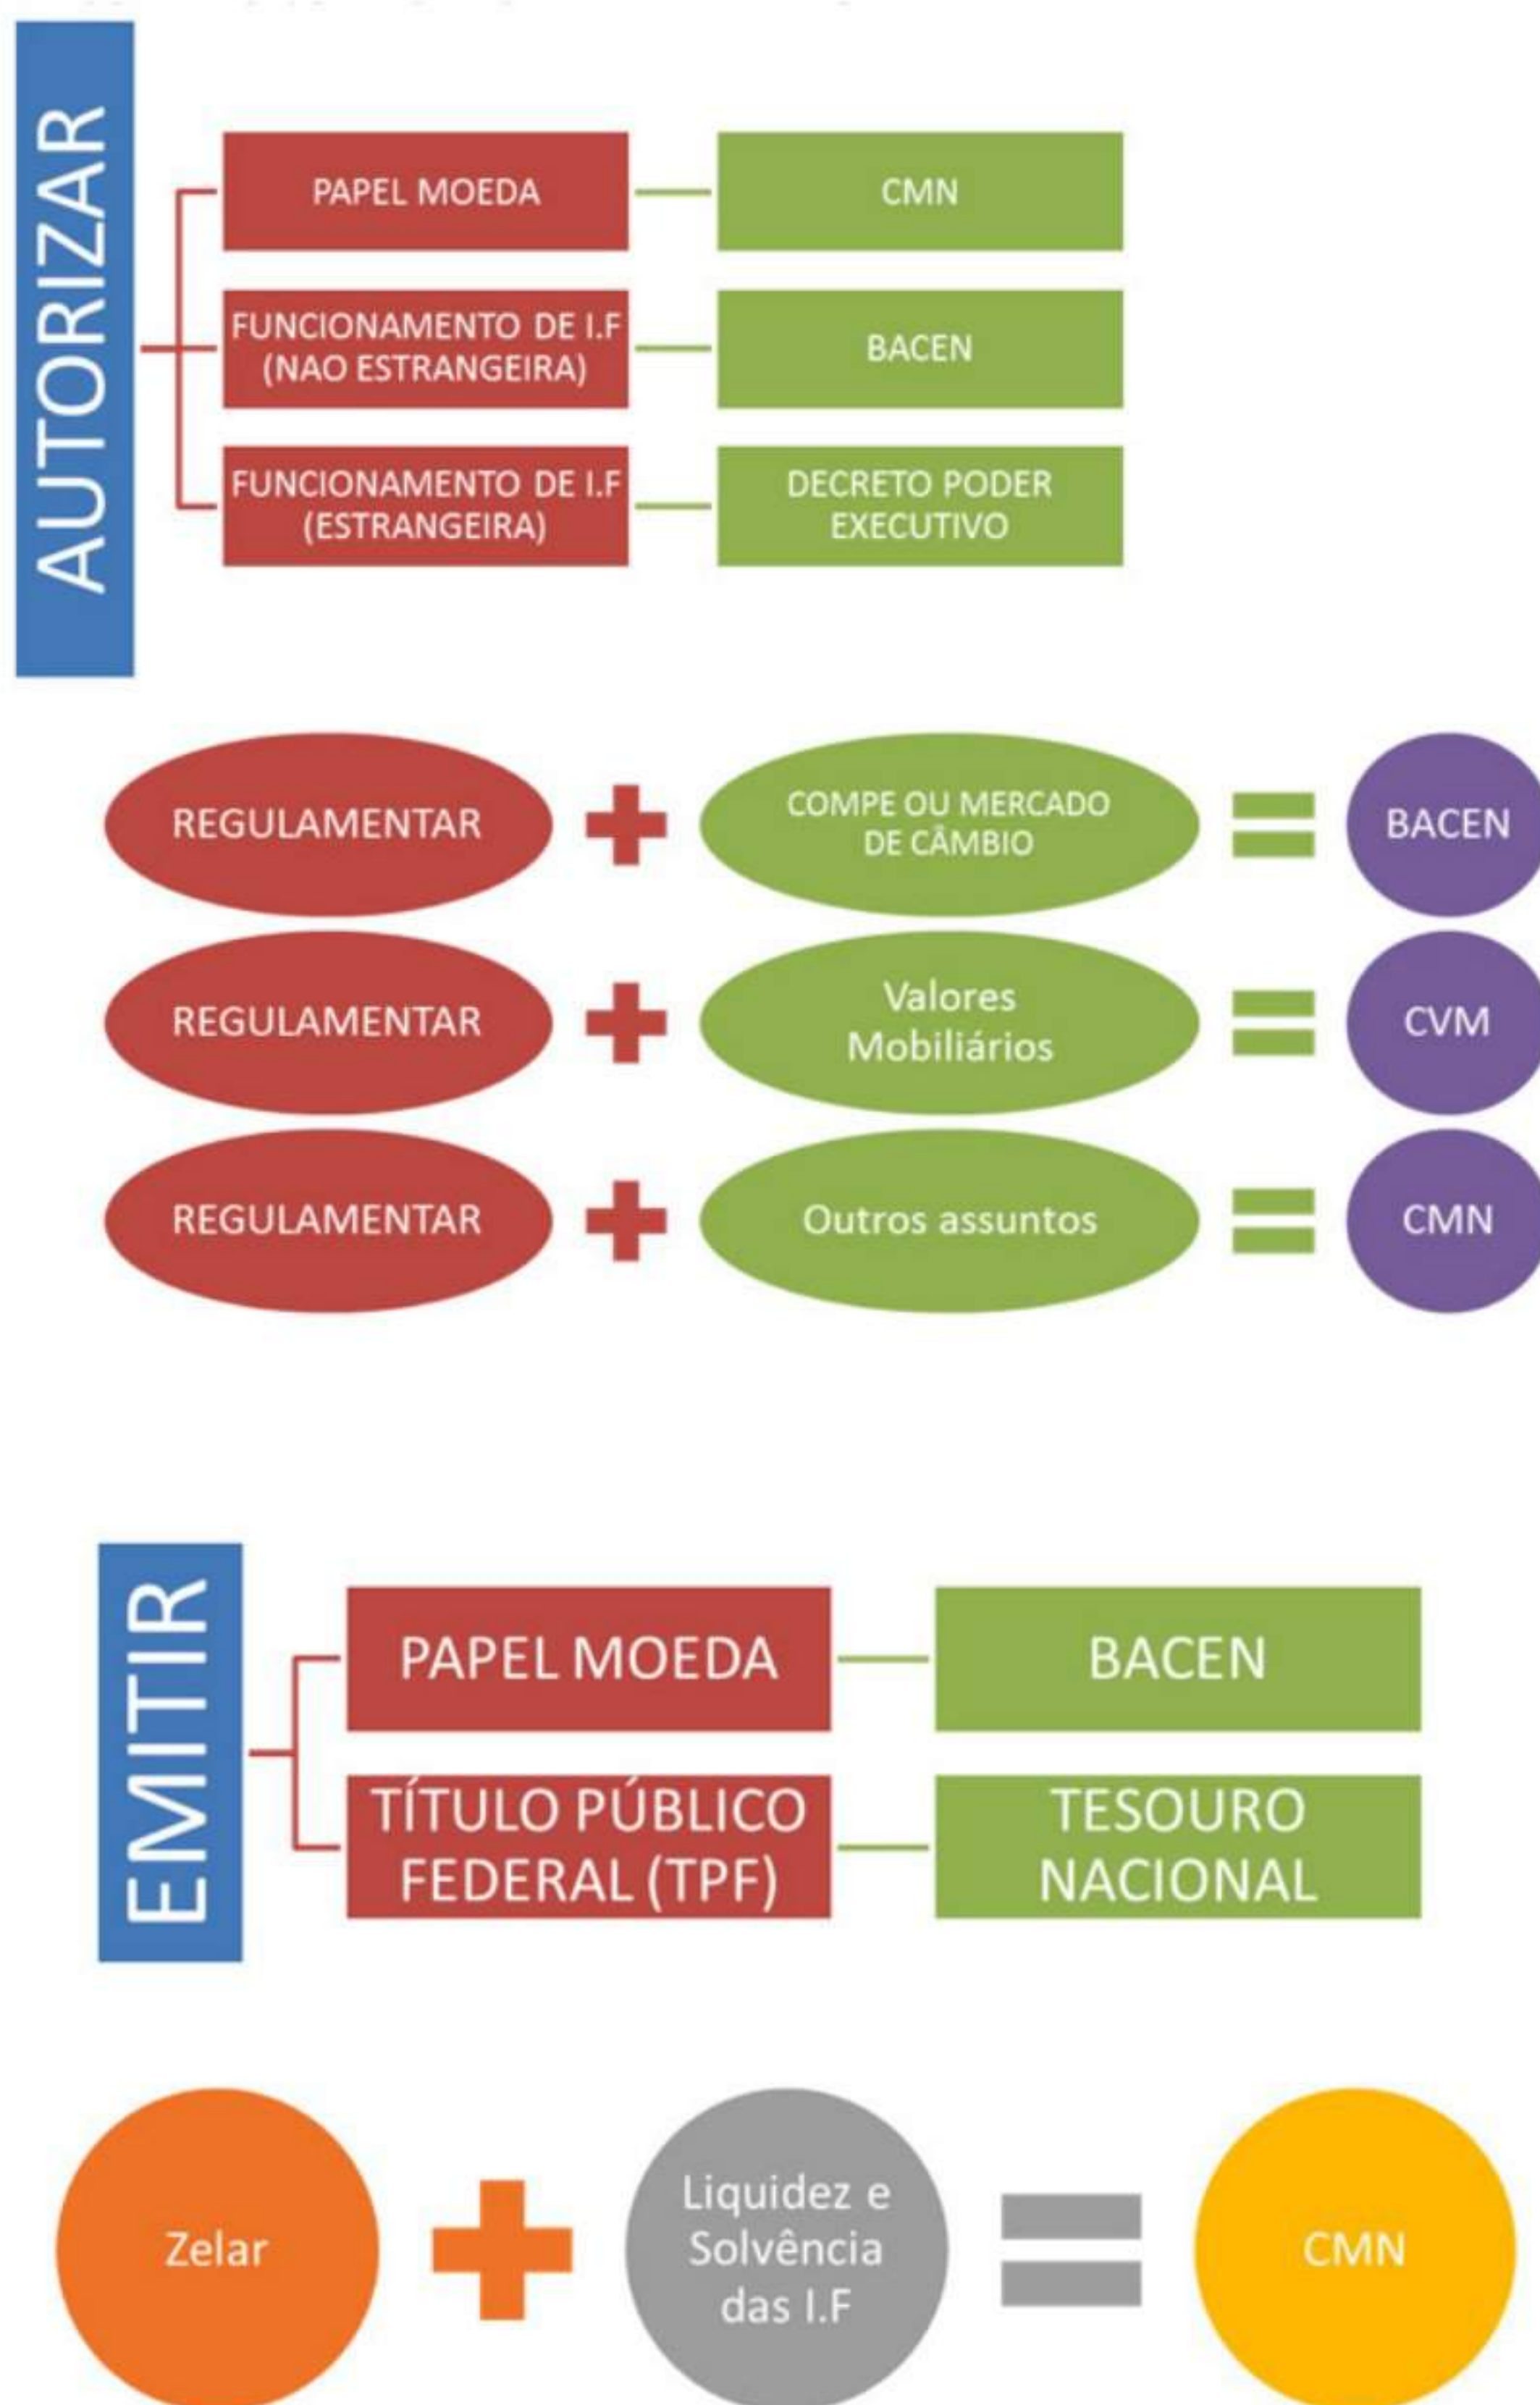 AUTORIZAR
PAPEL MOEDA
CMN
FUNCIONAMENTO DE I.F
(NAO ESTRANGEIRA)
BACEN
FUNCIONAMENTO DE I.F
(ESTRANGEIRA)
DECRETO PODER
EXECUTIVO
REGULAMENTAR
COMPE OU MERCADO
DE CÂMBIO
BACEN
REGULAMENTAR
Valores
Mobiliários
CVM
REGULAMENTAR
Outros assuntos
CMN
EMITIR
PAPEL MOEDA
BACEN
TÍTULO PÚBLICO
FEDERAL (TPF)
TESOURO
NACIONAL
Zelar
Liquidez e
Solvência
das I.F
CMN